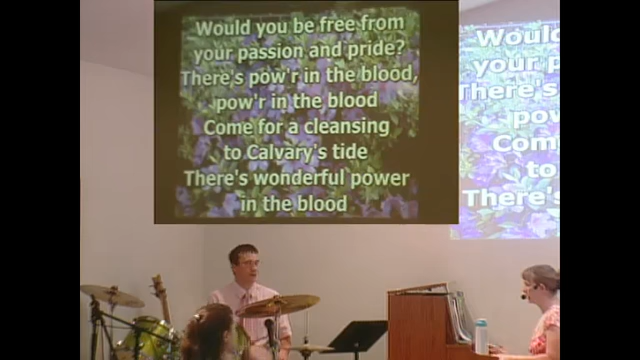 Would you be free from
your passion and pride?
There's pow'r in the blood,
pow'r in the blood
Come for a cleansing
to Calvary's tide
There's wonderful power
in the blood
Would
your p
There's
pow
Com
to
There's